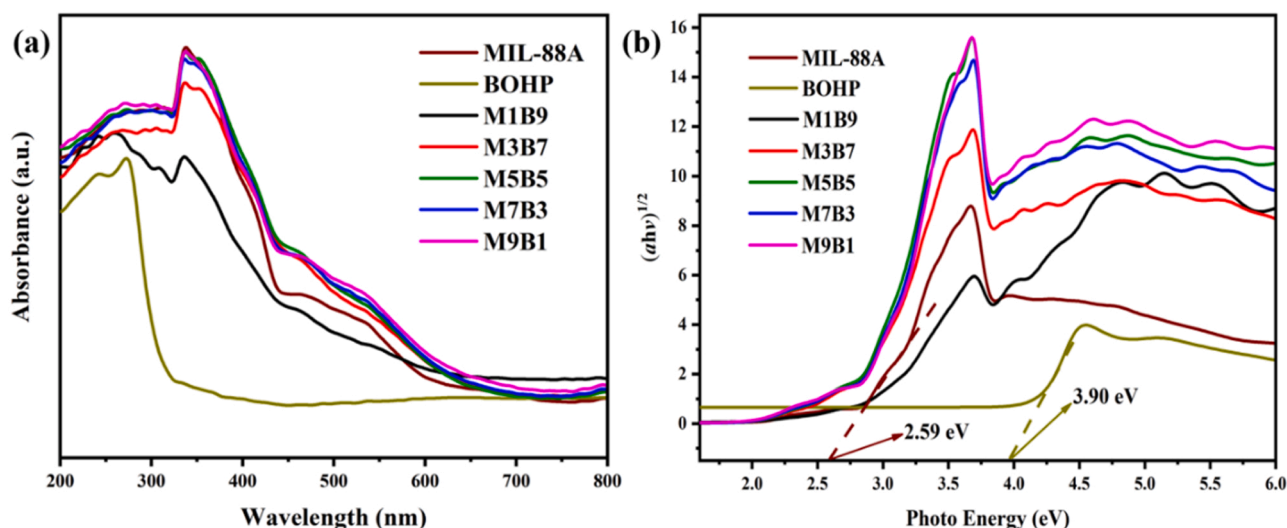 (a)
MIL-88A
BOHP
M1B9
M3B7
M5B5
M7B3
M9B1
Absorbance (a.u.)
200 300 400 500 600 700 800
Wavelength (nm)
(b)
16
14
12
10
8
6
4
2
0
MIL-88A
BOHP
M1B9
M3B7
M5B5
M7B3
M9B1
(ahv)1/2
2.59 eV
3.90 eV
2.0 2.5 3.0 3.5 4.0 4.5 5.0 5.5 6.0
Photo Energy (eV)